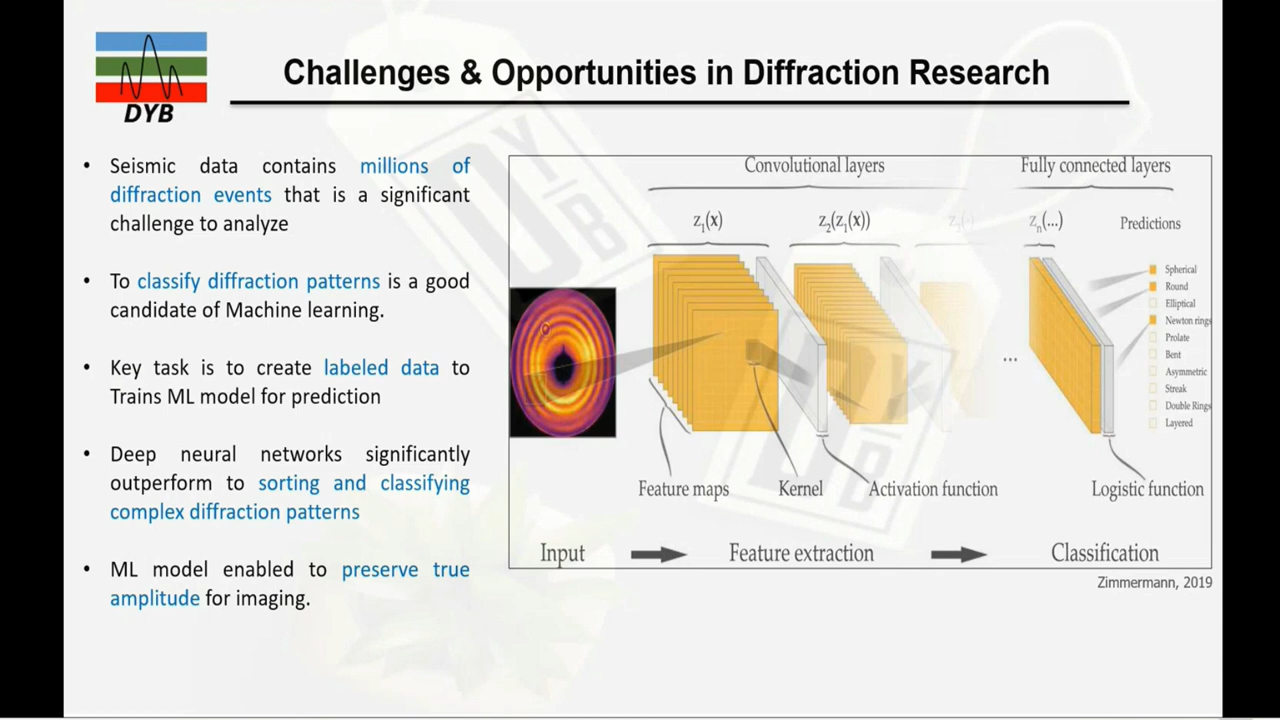 DYB
Challenges & Opportunities in Diffraction Research
• Seismic data contains millions of
diffraction events that is a significant
challenge to analyze
• To classify diffraction patterns is a good
candidate of Machine learning.
• Key task is to create labeled data to
Trains ML model for prediction
• Deep neural networks significantly
outperform to sorting and classifying
complex diffraction patterns
• ML model enabled to preserve true
amplitude for imaging.
Convolutional layers
Fully connected layers
z₁(x)
z₂(z₁(x))
zₙ(...)
Predictions
Spherical
Round
Elliptical
Newton rings
Prolate
Bent
Asymmetric
Streak
Double Rings
Layered
...
Feature maps
Kernel
Activation function
Logistic function
Input
Feature extraction
Classification
Zimmermann, 2019